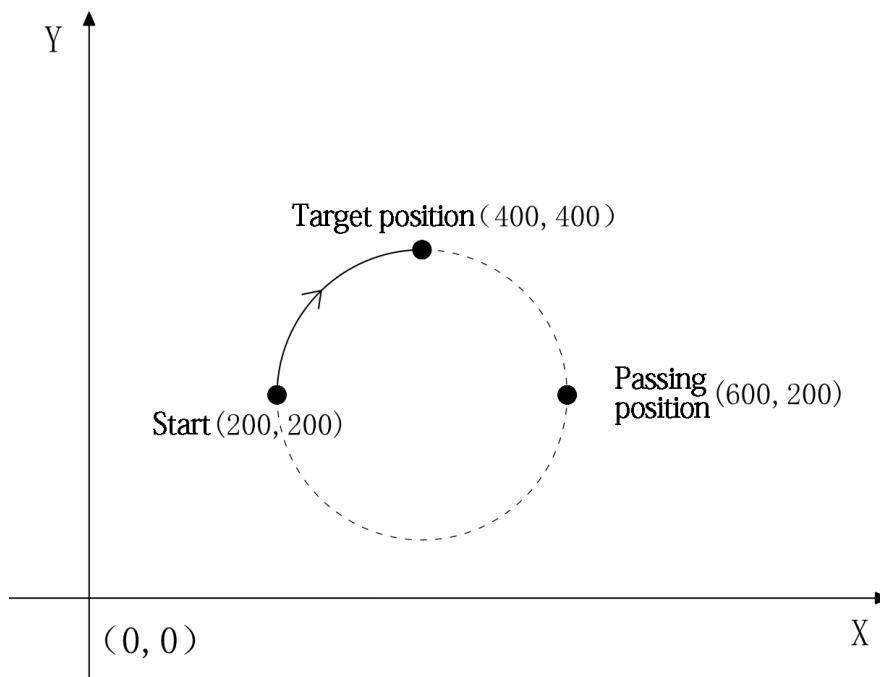 Y
Target position(400,400)
Passing
position(600,200)
Start(200,200)
X
(0,0)